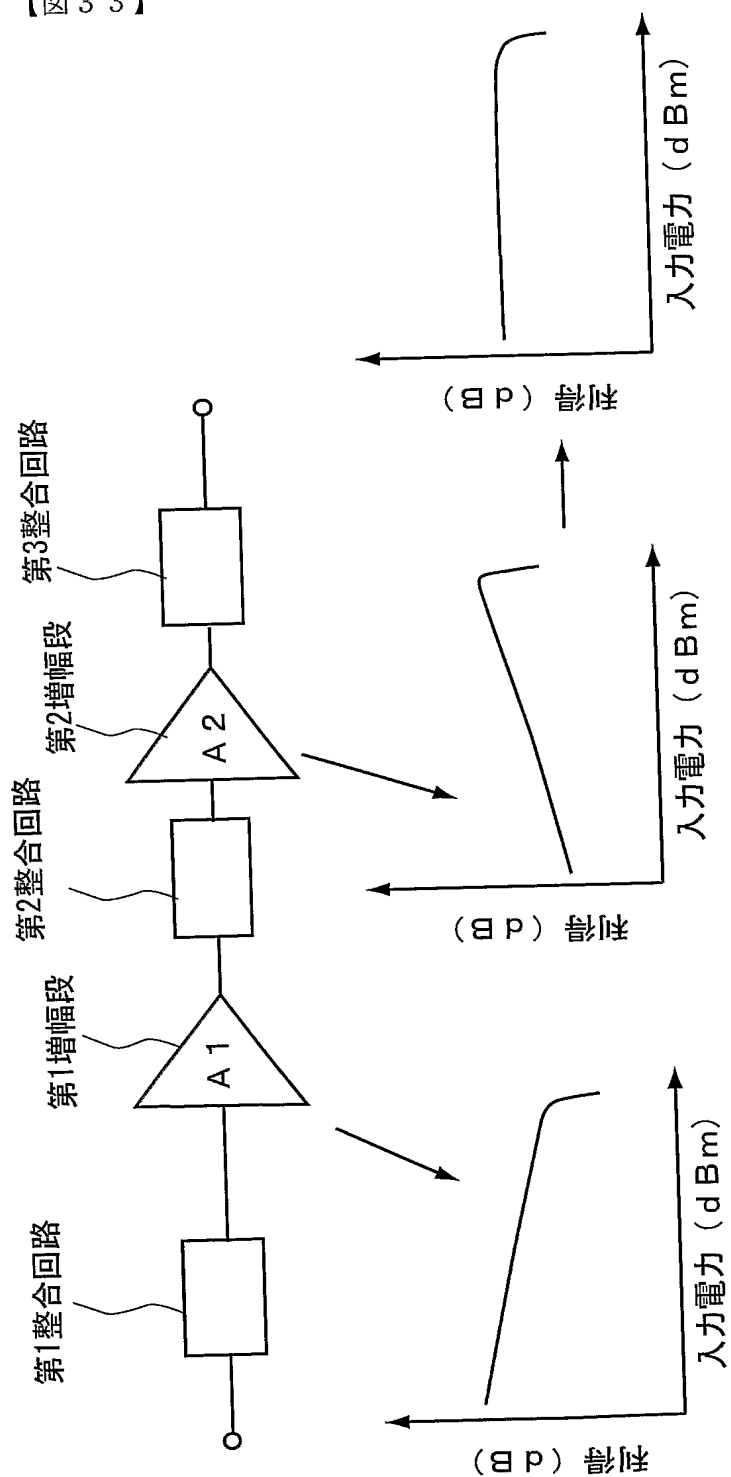 【図33】
第1整合回路
第1増幅段
第2整合回路
第2増幅段
第3整合回路
A1
A2
利得(dB)
入力電力(dBm)
利得(dB)
入力電力(dBm)
利得(dB)
入力電力(dBm)